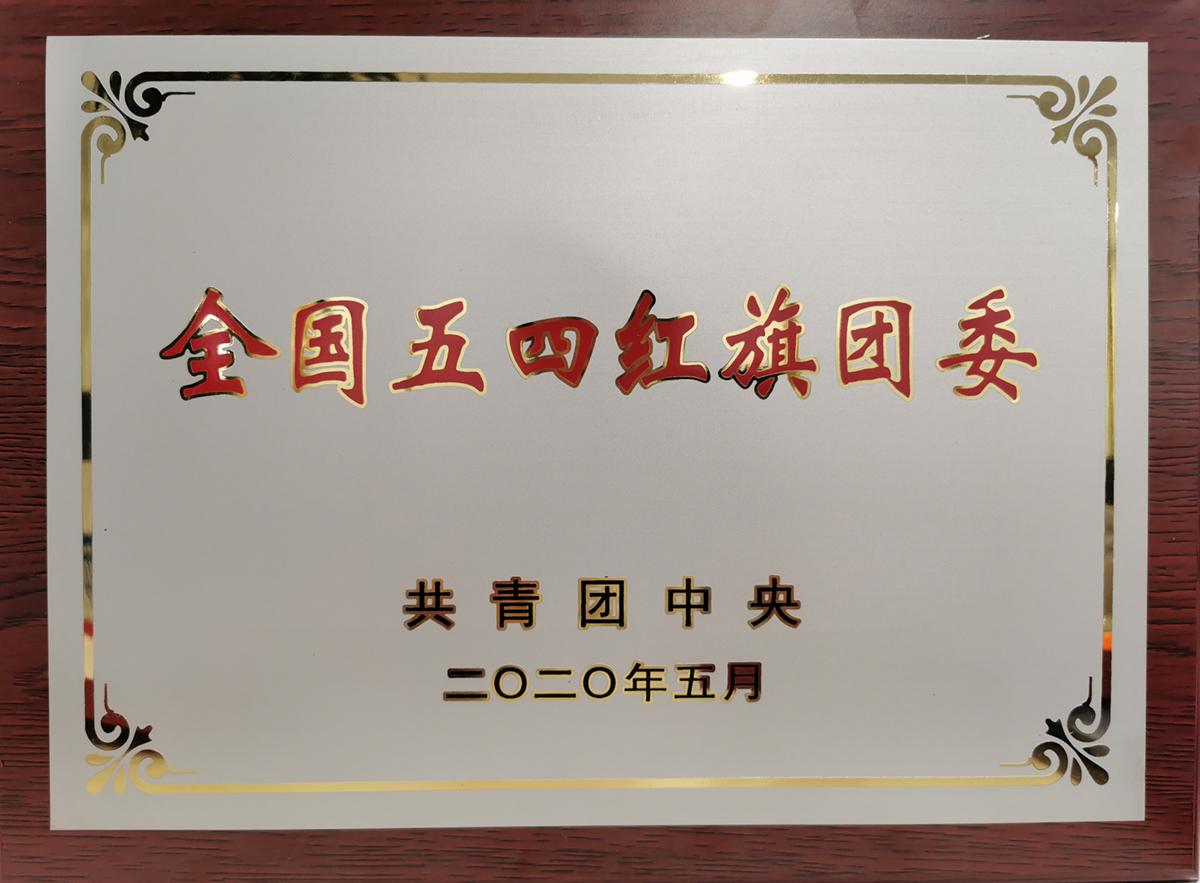 全国五四红旗团委
共青团中央
二〇二〇年五月